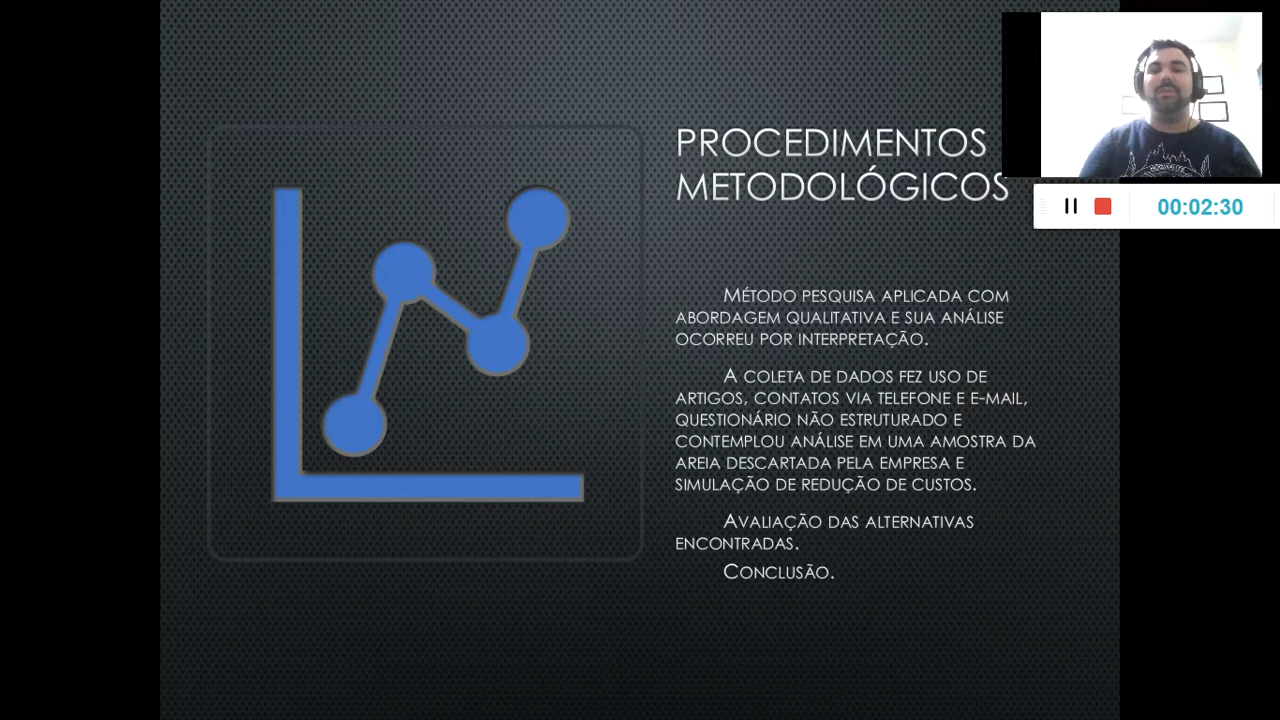 PROCEDIMENTOS
METODOLÓGICOS
00:02:30
MÉTODO PESQUISA APLICADA COM
ABORDAGEM QUALITATIVA E SUA ANÁLISE
OCORREU POR INTERPRETAÇÃO.
A COLETA DE DADOS FEZ USO DE
ARTIGOS, CONTATOS VIA TELEFONE E E-MAIL,
QUESTIONÁRIO NÃO ESTRUTURADO E
CONTEMPLOU ANÁLISE EM UMA AMOSTRA DA
AREIA DESCARTADA PELA EMPRESA E
SIMULAÇÃO DE REDUÇÃO DE CUSTOS.
AVALIAÇÃO DAS ALTERNATIVAS
ENCONTRADAS.
CONCLUSÃO.